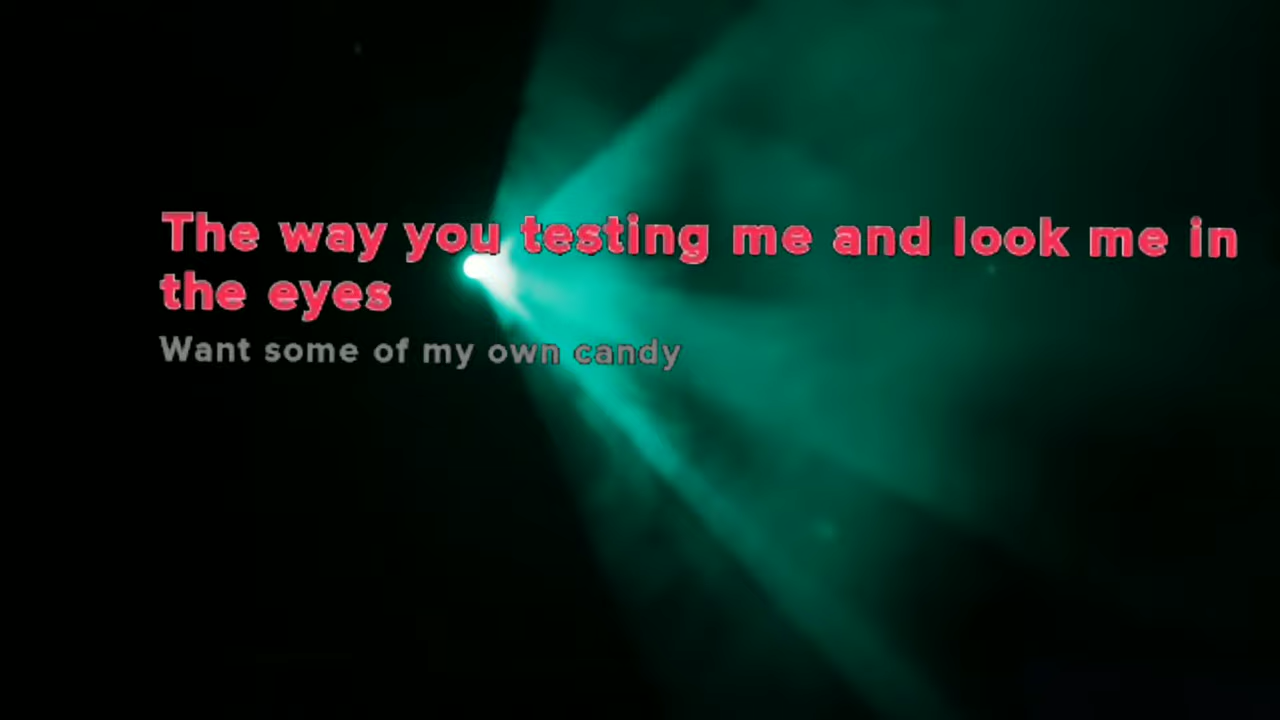 The way you testing me and look me in
the eyes
Want some of my own candy